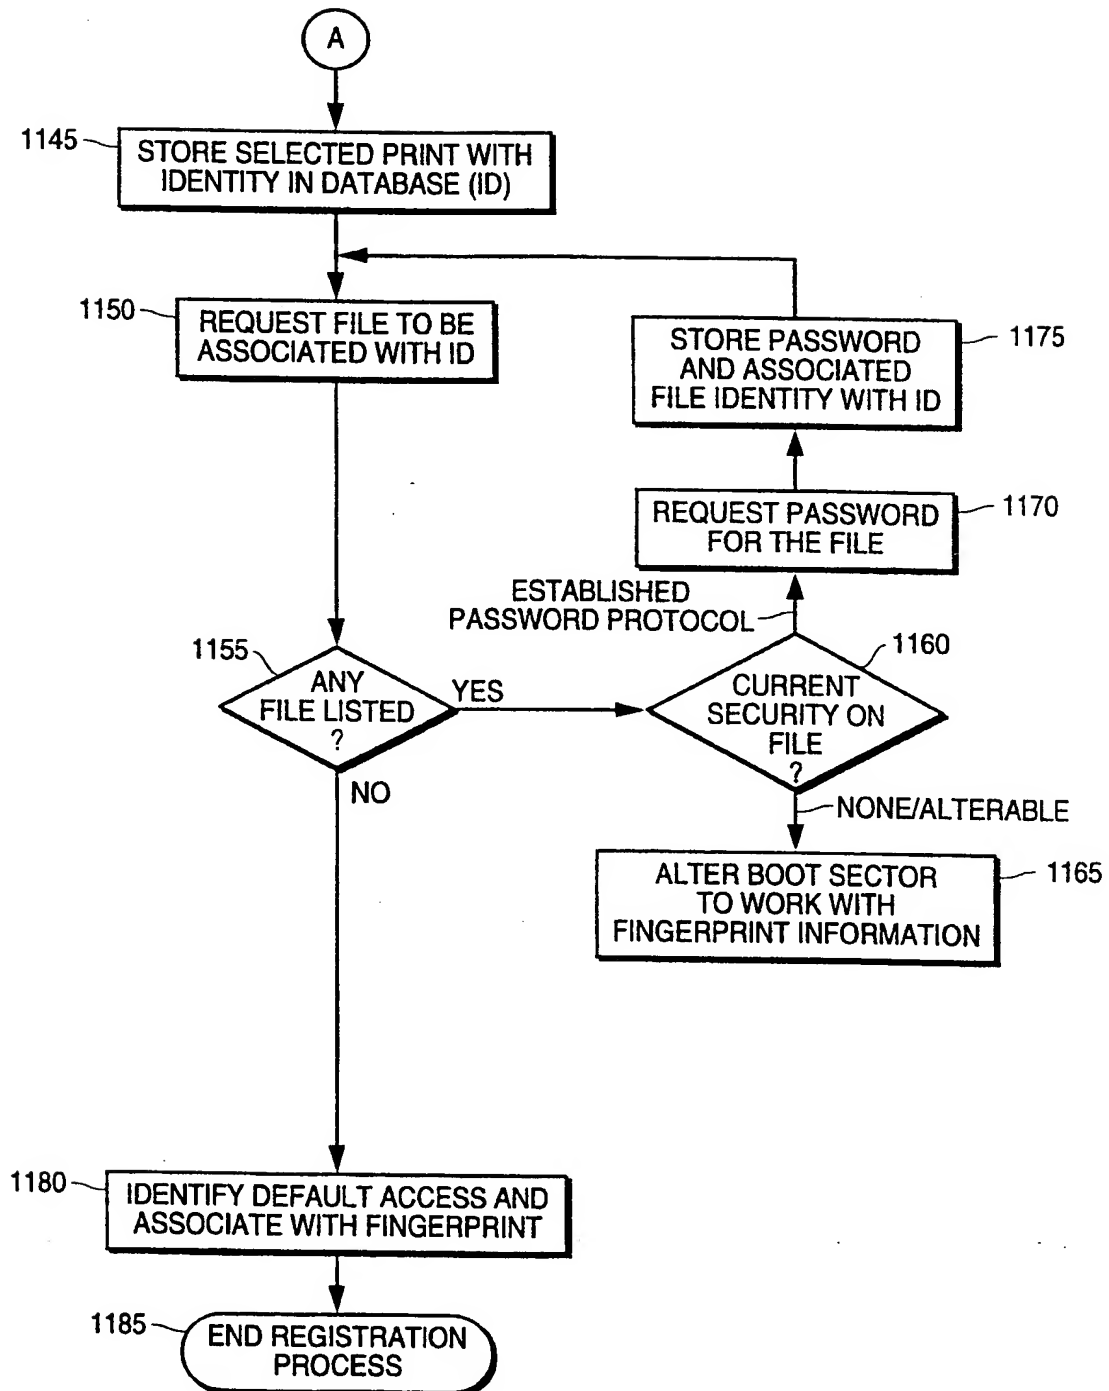 A
1145
STORE SELECTED PRINT WITH
IDENTITY IN DATABASE (ID)
1150
REQUEST FILE TO BE
ASSOCIATED WITH ID
STORE PASSWORD
AND ASSOCIATED
FILE IDENTITY WITH ID
1175
REQUEST PASSWORD
FOR THE FILE
1170
ESTABLISHED
PASSWORD PROTOCOL
1155
ANY
FILE LISTED
?
YES
NO
1160
CURRENT
SECURITY ON
FILE
?
NONE/ALTERABLE
ALTER BOOT SECTOR
TO WORK WITH
FINGERPRINT INFORMATION
1165
1180
IDENTIFY DEFAULT ACCESS AND
ASSOCIATE WITH FINGERPRINT
1185
END REGISTRATION
PROCESS